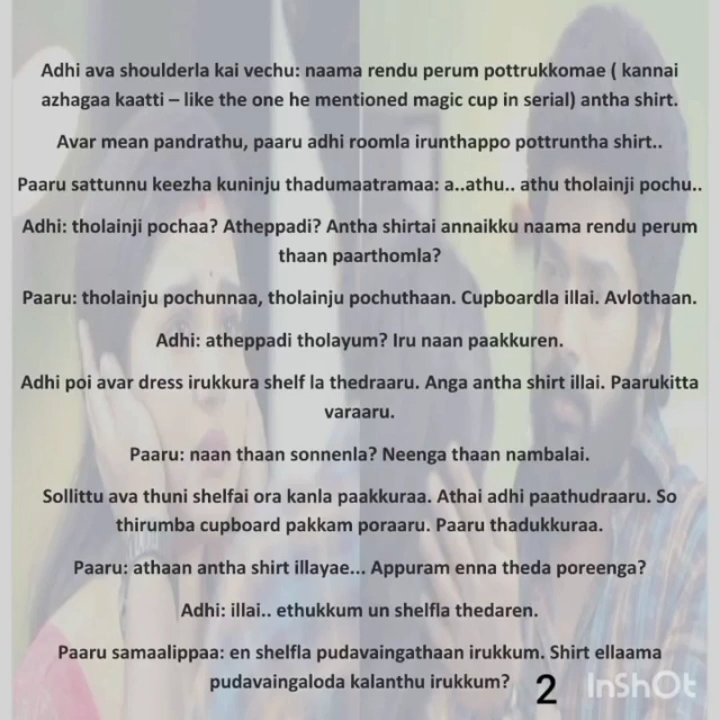 Adhi ava shoulderla kai vechu: naama rendu perum pottrukkomae ( kannai
azhagaa kaatti – like the one he mentioned magic cup in serial) antha shirt.
Avar mean pandrathu, paaru adhi roomla irunthappo pottruntha shirt..
Paaru sattunnu keezha kuninju thadumaatramaa: a..athu.. athu tholainji pochu..
Adhi: tholainji pochaa? Atheppadi? Antha shirtai annaikku naama rendu perum
thaan paarthomla?
Paaru: tholainju pochunnaa, tholainju pochuthaan. Cupboardla illai. Avlothaan.
Adhi: atheppadi tholayum? Iru naan paakkuren.
Adhi poi avar dress irukkura shelf la thedraaru. Anga antha shirt illai. Paarukitta
varaaru.
Paaru: naan thaan sonnenla? Neenga thaan nambalai.
Sollittu ava thuni shelfai ora kanla paakkuraa. Athai adhi paathudraaru. So
thirumba cupboard pakkam poraaru. Paaru thadukkuraa.
Paaru: athaan antha shirt illayae... Appuram enna theda poreenga?
Adhi: illai.. ethukkum un shelfla thedaren.
Paaru samaalippaa: en shelfla pudavaingathaan irukkum. Shirt ellaama
pudavaingaloda kalanthu irukkum?
2
InShOt